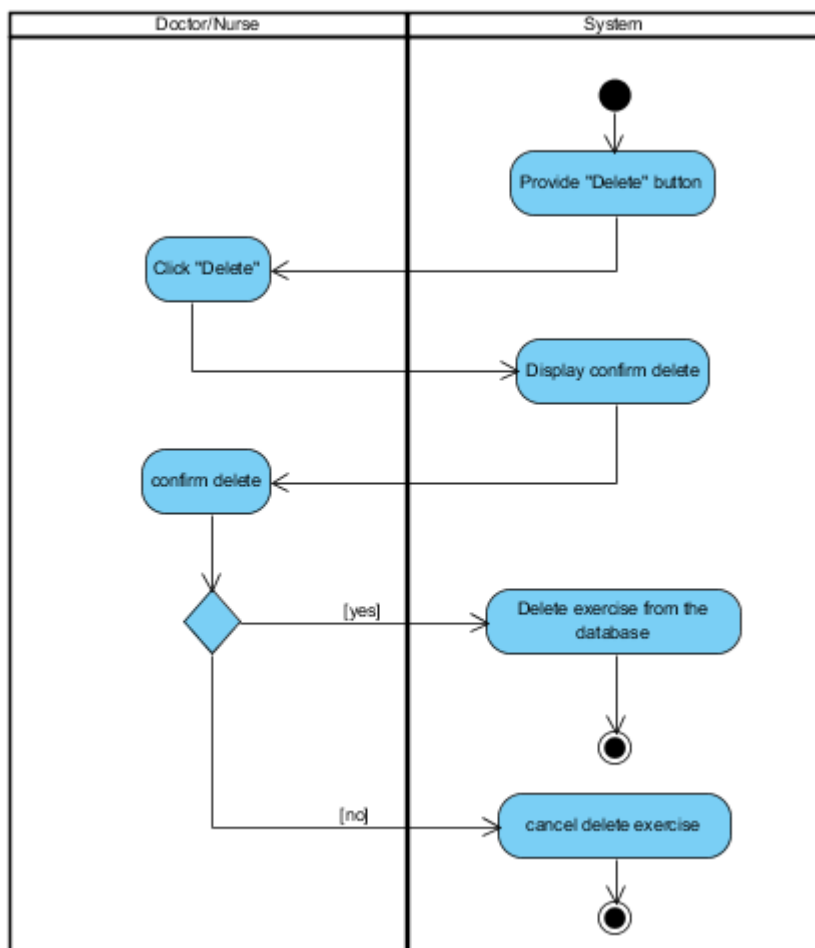 Doctor/Nurse
System
Provide "Delete" button
Click "Delete"
Display confirm delete
confirm delete
[yes]
Delete exercise from the
database
[no]
cancel delete exercise